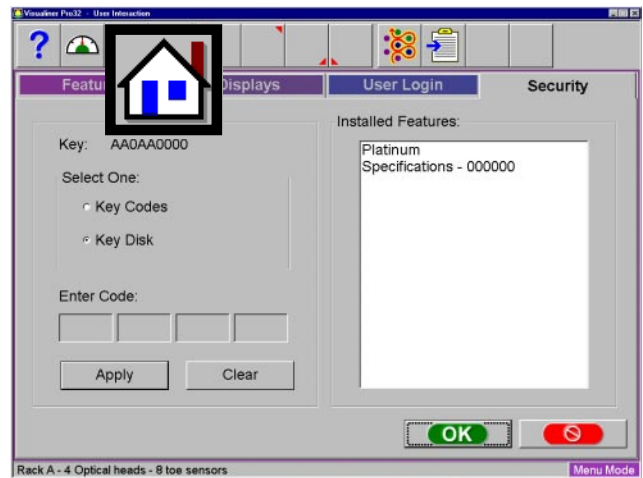 Visualiner Pro32 - User Interaction
?
Displays
User Login
Security
Key: AA0AA0000
Select One:
Key Codes
Key Disk
Enter Code:
Apply
Clear
Installed Features:
Platinum
Specifications - 000000
OK
Rack A - 4 Optical heads - 8 toe sensors
Menu Mode